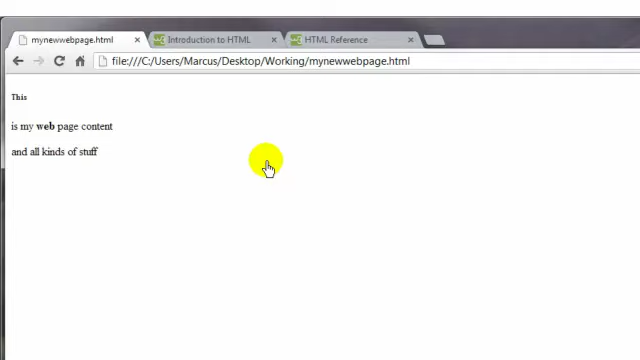 mynewwebpage.html
Introduction to HTML
HTML Reference
file:///C:/Users/Marcus/Desktop/Working/mynewwebpage.html
This
is my web page content
and all kinds of stuff